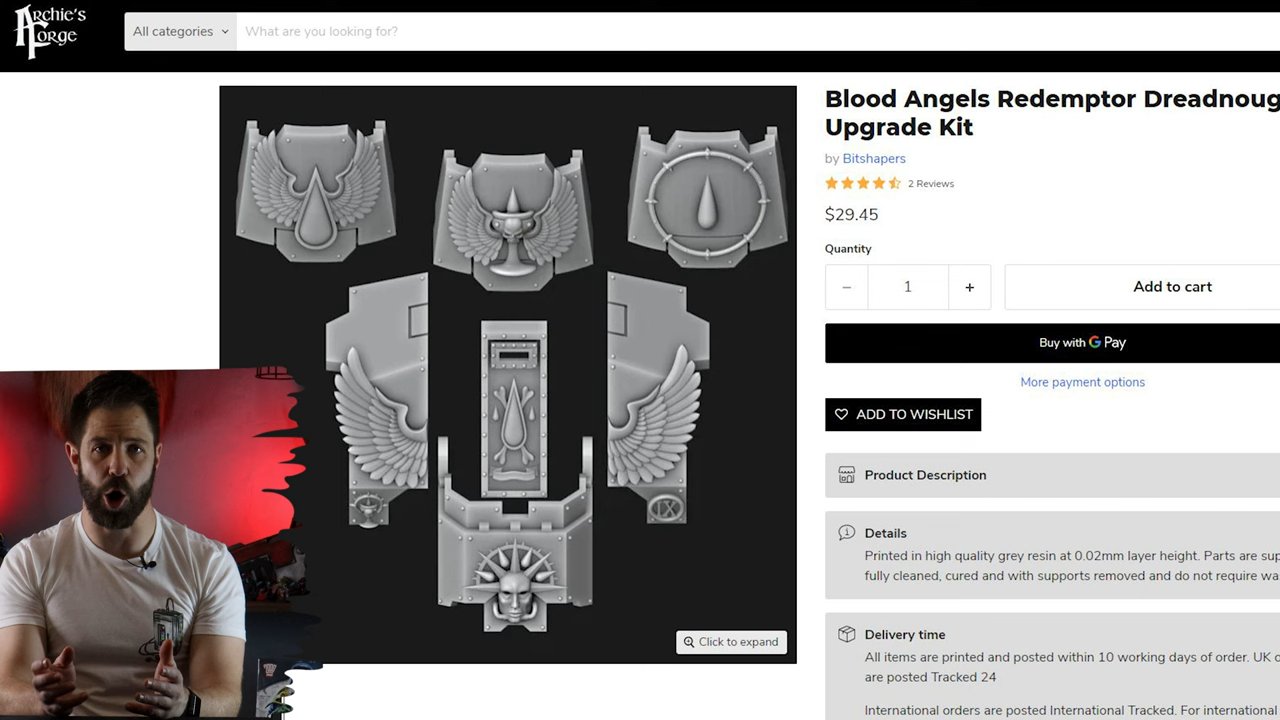 Archie's
Forge
All categories
What are you looking for?
Blood Angels Redemptor Dreadnoug
Upgrade Kit
by Bitshapers
2 Reviews
$29.45
Quantity
1
Add to cart
Buy with G Pay
More payment options
ADD TO WISHLIST
Product Description
Details
Printed in high quality grey resin at 0.02mm layer height. Parts are sup
fully cleaned, cured and with supports removed and do not require wa
Delivery time
All items are printed and posted within 10 working days of order. UK o
are posted Tracked 24
International orders are posted International Tracked. For international
IX
Click to expand